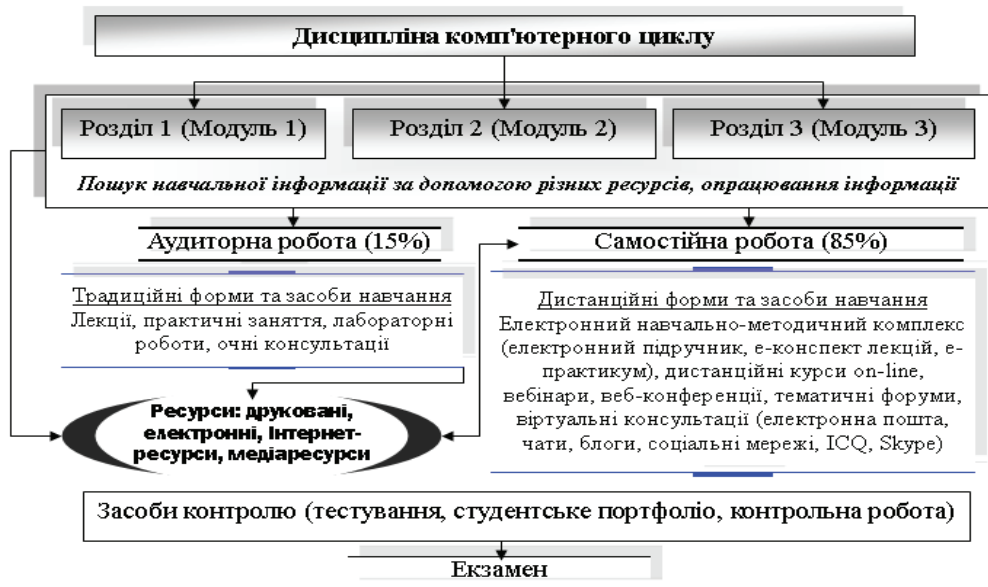 Дисципліна комп'ютерного циклу
Розділ 1 (Модуль 1)
Розділ 2 (Модуль 2)
Розділ 3 (Модуль 3)
Пошук навчальної інформації за допомогою різних ресурсів, опрацювання інформації
Аудиторна робота (15%)
Традиційні форми та засоби навчання
Лекції, практичні заняття, лабораторні
роботи, очні консультації
Ресурси: друковані,
електронні, Інтернет-
ресурси, медіаресурси
Самостійна робота (85%)
Дистанційні форми та засоби навчання
Електронний навчально-методичний комплекс
(електронний підручник, е-конспект лекцій, е-
практикум), дистанційні курси on-line,
вебінари, веб-конференції, тематичні форуми,
віртуальні консультації (електронна пошта,
чати, блоги, соціальні мережі, ICQ, Skype)
Засоби контролю (тестування, студентське портфоліо, контрольна робота)
Екзамен